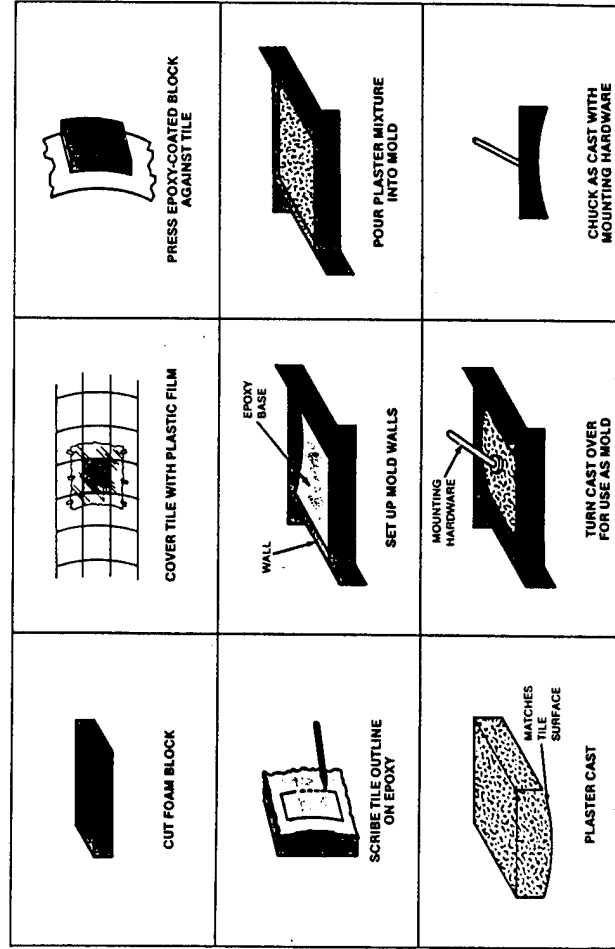 CUT FOAM BLOCK
COVER TILE WITH PLASTIC FILM
PRESS EPOXY-COATED BLOCK
AGAINST TILE
SCRIBE TILE OUTLINE
ON EPOXY
WALL
EPOXY
BASE
SET UP MOLD WALLS
POUR PLASTER MIXTURE
INTO MOLD
MATCHES
TILE
SURFACE
PLASTER CAST
MOUNTING
HARDWARE
TURN CAST OVER
FOR USE AS MOLD
CHUCK AS CAST WITH
MOUNTING HARDWARE